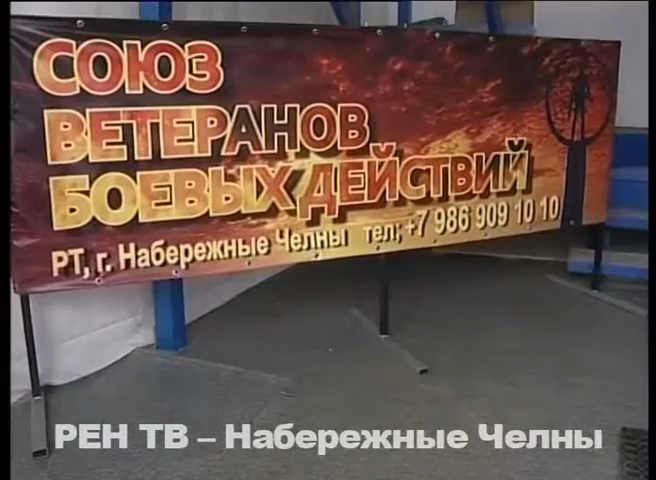 СОЮЗ
ВЕТЕРАНОВ
БОЕВЫХ ДЕЙСТВИЙ
РТ, г. Набережные Челны тел; +7 986 909 10 10
РЕН ТВ – Набережные Челны